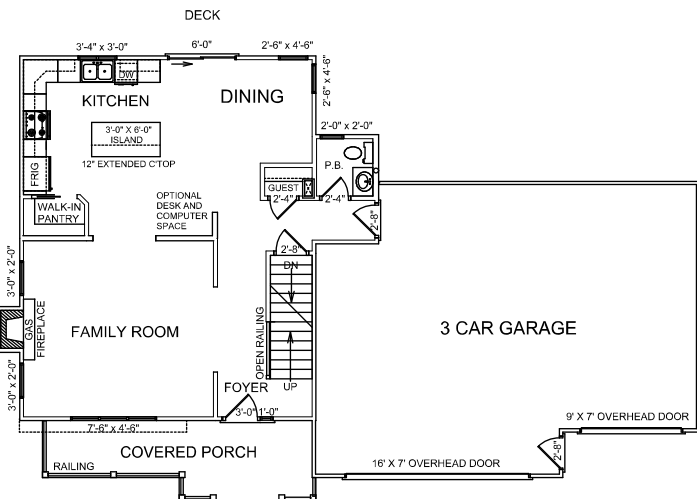 DECK
3'-4" x 3'-0"
6'-0"
2'-6" x 4'-6"
2'-6" x 4'-6"
DW
KITCHEN
DINING
3'-0" X 6'-0"
ISLAND
12" EXTENDED C'TOP
2'-0" x 2'-0"
P.B.
FRIG
GUEST
2'-4"
2'-4"
WALK-IN
PANTRY
OPTIONAL
DESK AND
COMPUTER
SPACE
2'-8"
2'-8"
DN
3'-0" x 2'-0"
GAS
FIREPLACE
FAMILY ROOM
OPEN RAILING
3 CAR GARAGE
3'-0" x 2'-0"
FOYER
UP
3'-0"
1'-0"
7'-6" x 4'-6"
9' X 7' OVERHEAD DOOR
COVERED PORCH
2'-8"
RAILING
16' X 7' OVERHEAD DOOR